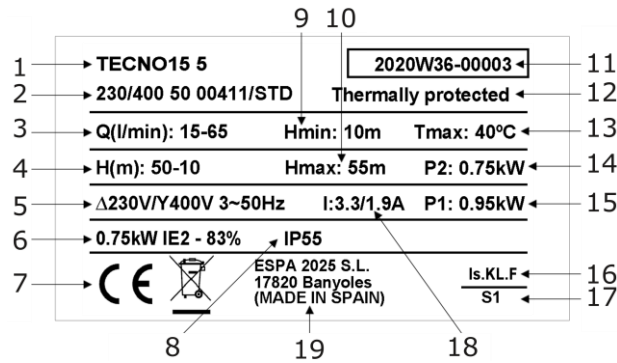 9 10
1 TECNO15 5 2020W36-00003 11
2 230/400 50 00411/STD Thermally protected 12
3 Q(l/min): 15-65 Hmin: 10m Tmax: 40ºC 13
4 H(m): 50-10 Hmax: 55m P2: 0.75kW 14
5 Δ230V/Y400V 3~50Hz I:3.3/1.9A P1: 0.95kW 15
6 0.75kW IE2 - 83% IP55
7 CE ESPA 2025 S.L.
17820 Banyoles
(MADE IN SPAIN)
Is.KL.F 16
S1 17
8 19 18